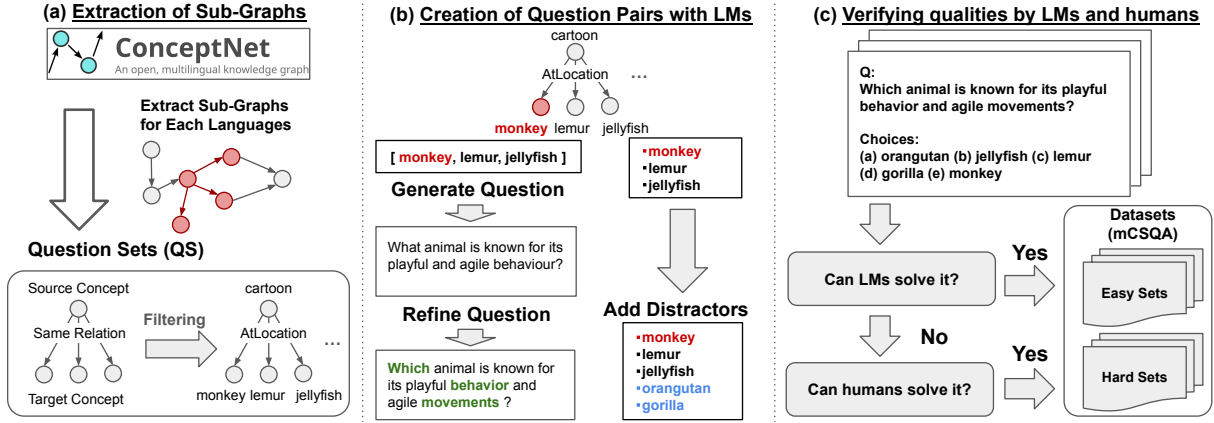 (a) Extraction of Sub-Graphs
ConceptNet
An open, multilingual knowledge graph
Extract Sub-Graphs
for Each Languages
Question Sets (QS)
Source Concept
Same Relation
Target Concept
Filtering
cartoon
AtLocation
...
monkey lemur jellyfish
(b) Creation of Question Pairs with LMs
cartoon
AtLocation
...
monkey lemur jellyfish
[ monkey, lemur, jellyfish ]
Generate Question
What animal is known for its
playful and agile behaviour?
Refine Question
Which animal is known for
its playful behavior and
agile movements ?
▪monkey
▪lemur
▪jellyfish
Add Distractors
▪monkey
▪lemur
▪jellyfish
▪orangutan
▪gorilla
(c) Verifying qualities by LMs and humans
Q:
Which animal is known for its playful
behavior and agile movements?
Choices:
(a) orangutan (b) jellyfish (c) lemur
(d) gorilla (e) monkey
Can LMs solve it?
Yes
No
Can humans solve it?
Yes
Datasets
(mCSQA)
Easy Sets
Hard Sets